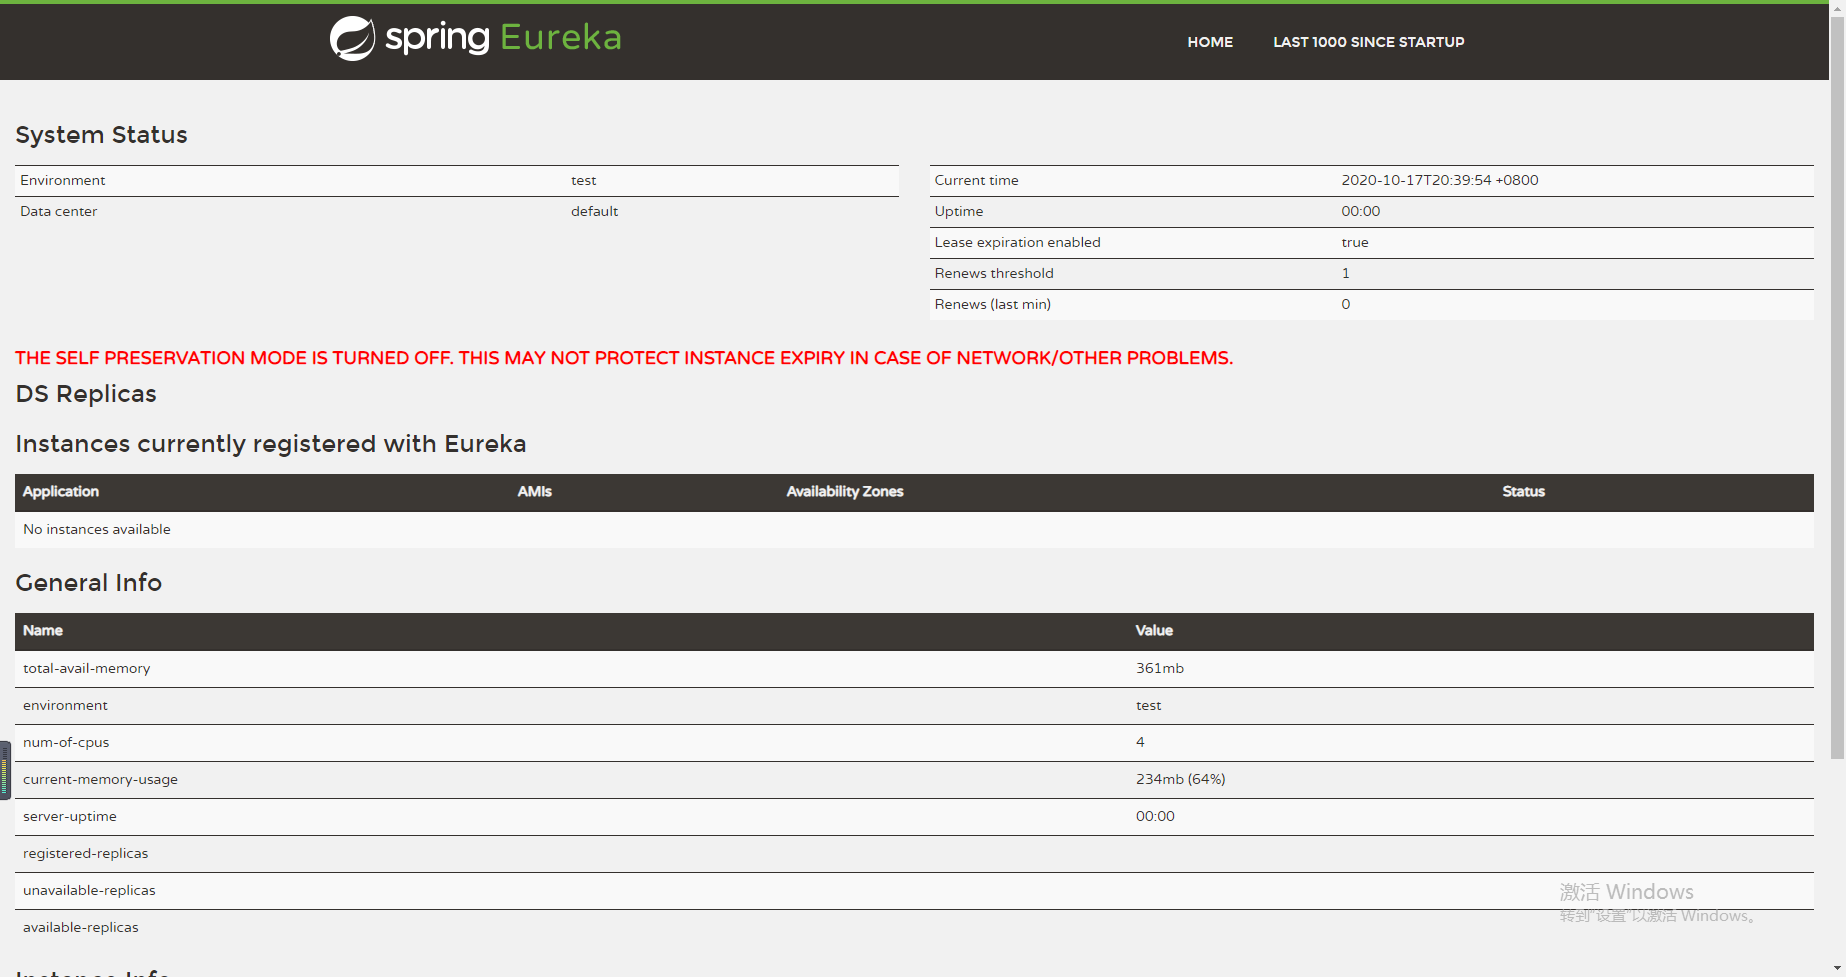 spring Eureka
HOME LAST 1000 SINCE STARTUP
System Status
Environment test
Data center default
Current time 2020-10-17T20:39:54 +0800
Uptime 00:00
Lease expiration enabled true
Renews threshold 1
Renews (last min) 0
THE SELF PRESERVATION MODE IS TURNED OFF. THIS MAY NOT PROTECT INSTANCE EXPIRY IN CASE OF NETWORK/OTHER PROBLEMS.
DS Replicas
Instances currently registered with Eureka
Application AMIs Availability Zones Status
No instances available
General Info
Name Value
total-avail-memory 361mb
environment test
num-of-cpus 4
current-memory-usage 234mb (64%)
server-uptime 00:00
registered-replicas
unavailable-replicas
available-replicas
激活 Windows
转到"设置"以激活 Windows。
Instance Info